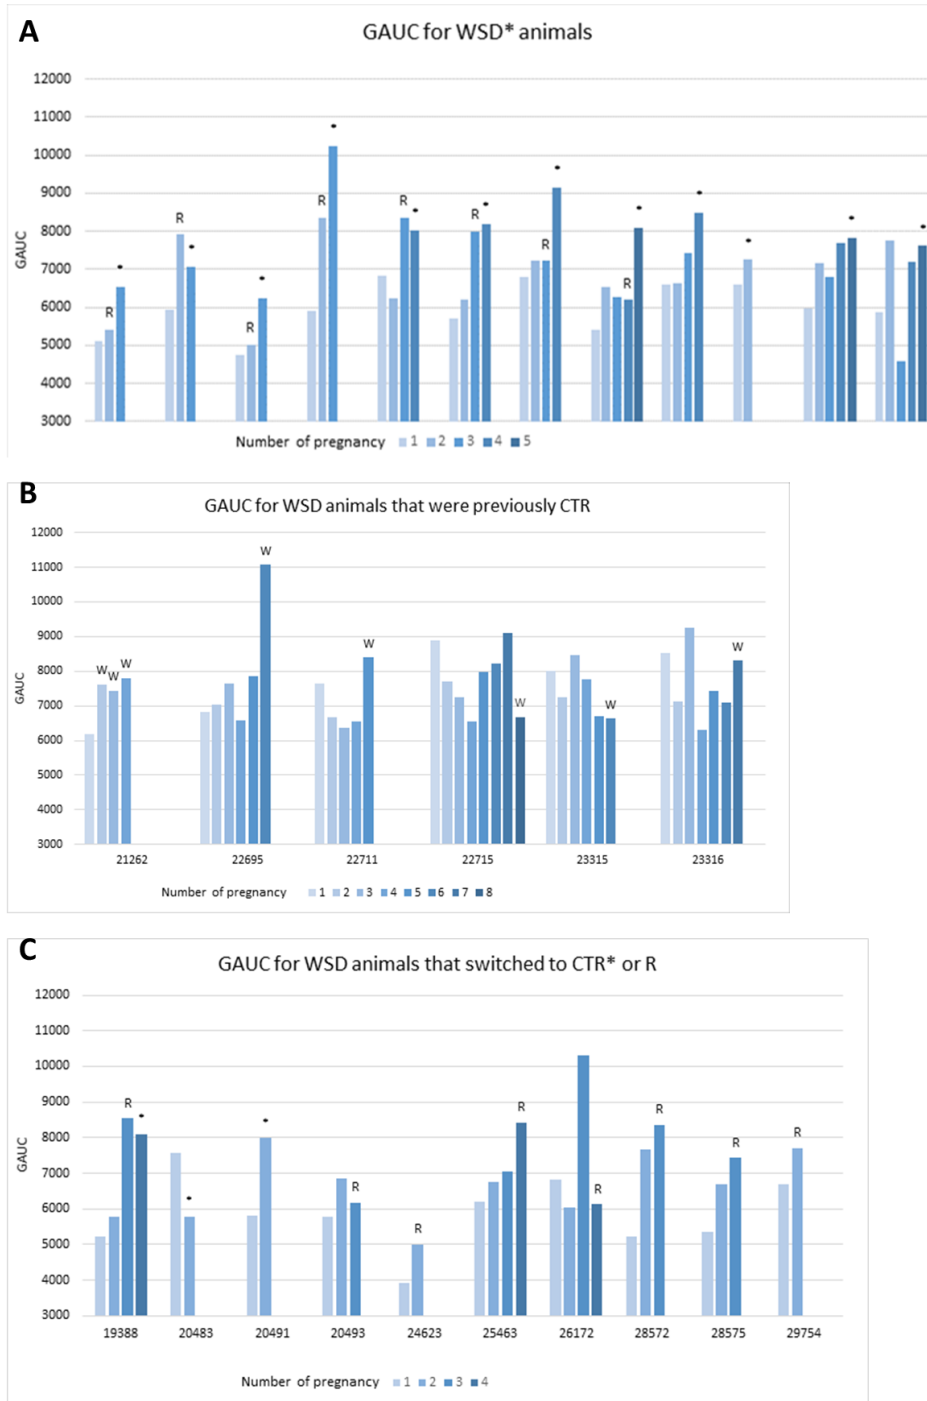 A
GAUC for WSD* animals
12000
11000
10000
9000
8000
7000
6000
5000
4000
3000
GAUC
R * R * R * R * R * R * R * R * * * * *
Number of pregnancy 1 2 3 4 5
B
GAUC for WSD animals that were previously CTR
12000
11000
10000
9000
8000
7000
6000
5000
4000
3000
GAUC
W W W W W W W W
21262 22695 22711 22715 23315 23316
Number of pregnancy 1 2 3 4 5 6 7 8
C
GAUC for WSD animals that switched to CTR* or R
12000
11000
10000
9000
8000
7000
6000
5000
4000
3000
GAUC
R * * * R R R R R R R
19388 20483 20491 20493 24623 25463 26172 28572 28575 29754
Number of pregnancy 1 2 3 4